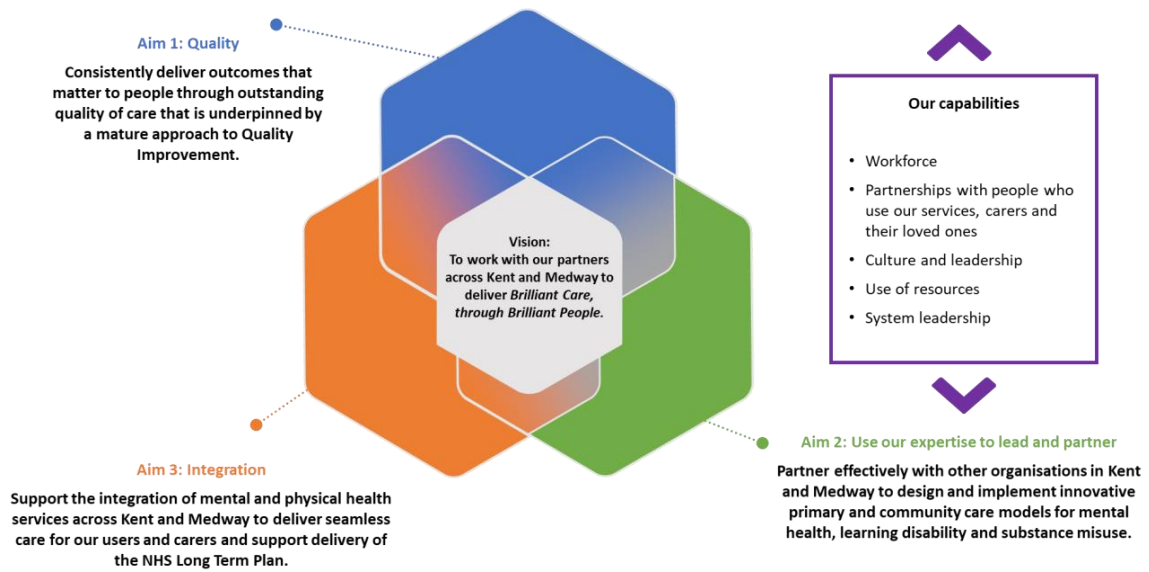 Aim 1: Quality
Consistently deliver outcomes that
matter to people through outstanding
quality of care that is underpinned by
a mature approach to Quality
Improvement.
Vision:
To work with our partners
across Kent and Medway to
deliver Brilliant Care,
through Brilliant People.
Our capabilities
• Workforce
• Partnerships with people who
use our services, carers and
their loved ones
• Culture and leadership
• Use of resources
• System leadership
Aim 2: Use our expertise to lead and partner
Partner effectively with other organisations in Kent
and Medway to design and implement innovative
primary and community care models for mental
health, learning disability and substance misuse.
Aim 3: Integration
Support the integration of mental and physical health
services across Kent and Medway to deliver seamless
care for our users and carers and support delivery of
the NHS Long Term Plan.